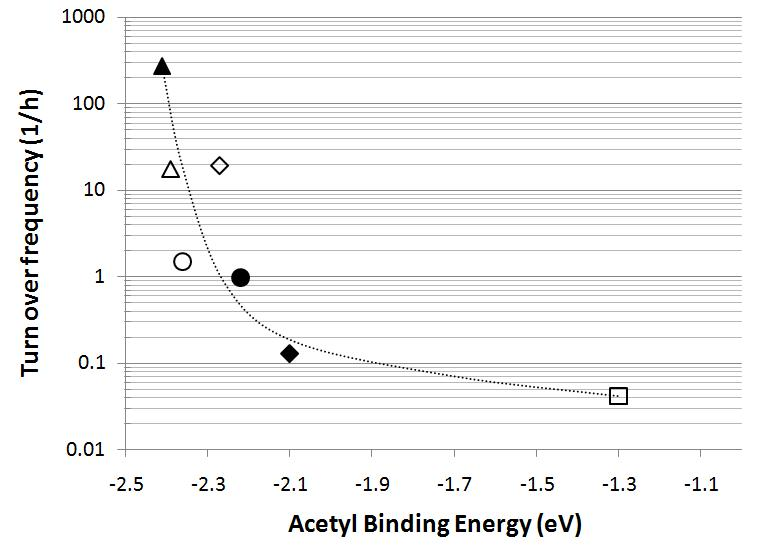 1000
100
10
1
0.1
0.01
Turn over frequency (1/h)
-2.5 -2.3 -2.1 -1.9 -1.7 -1.5 -1.3 -1.1
Acetyl Binding Energy (eV)